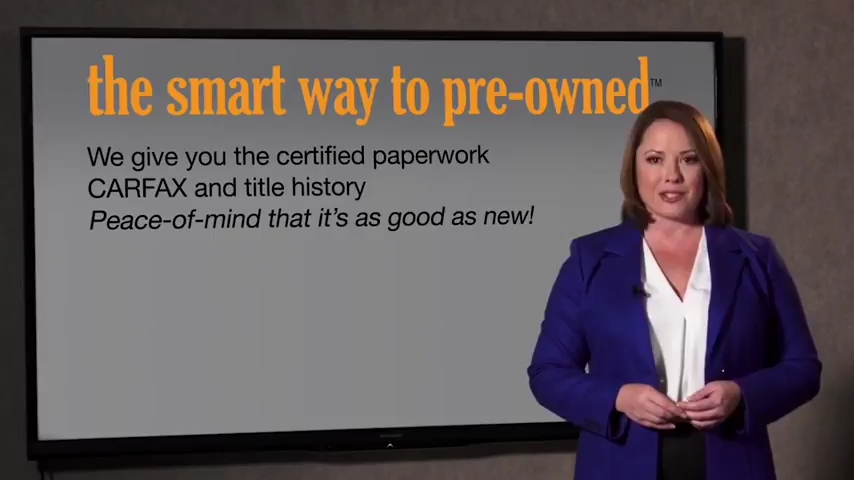 the smart way to pre-owned™
We give you the certified paperwork
CARFAX and title history
Peace-of-mind that it's as good as new!